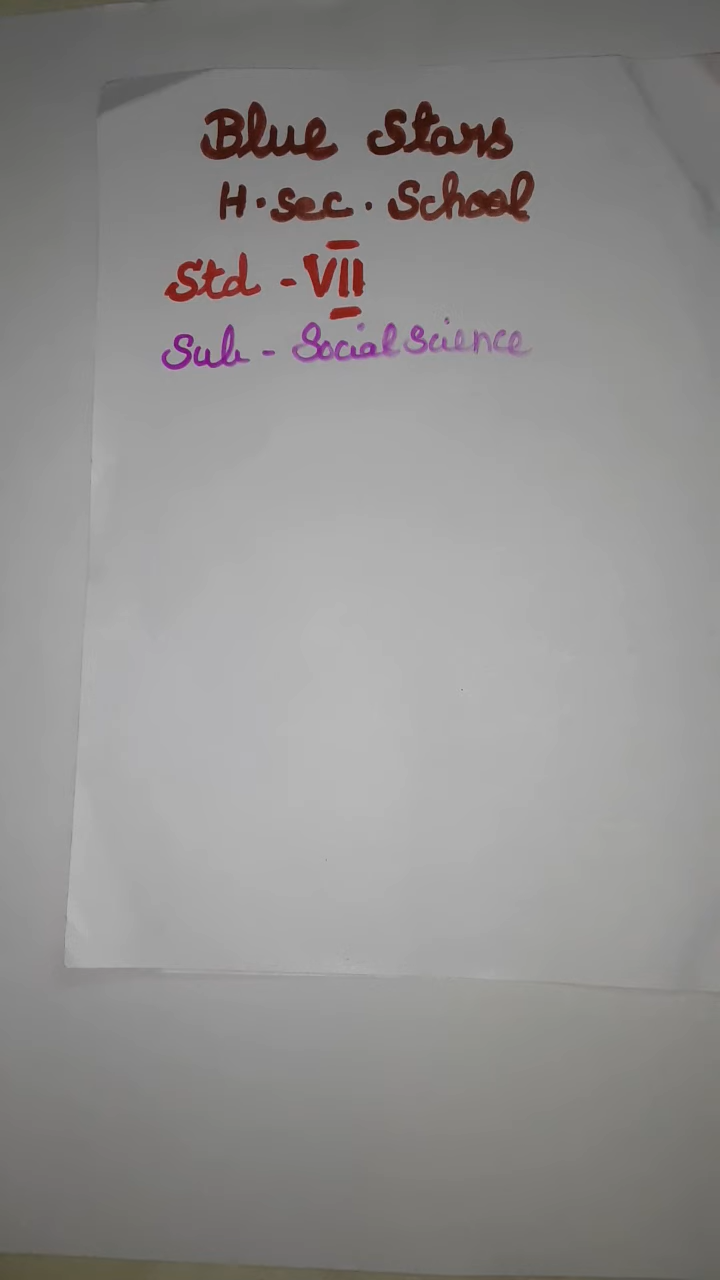 Blue Stars
H. Sec. School
Std - VII
Sub - Social Science